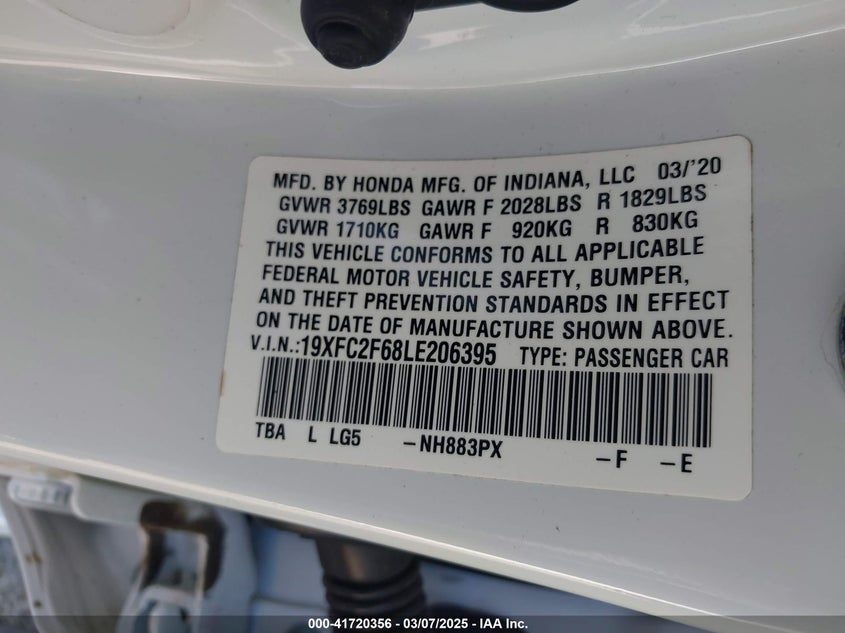 MFD. BY HONDA MFG. OF INDIANA, LLC 03/'20
GVWR 3769LBS GAWR F 2028LBS R 1829LBS
GVWR 1710KG GAWR F 920KG R 830KG
THIS VEHICLE CONFORMS TO ALL APPLICABLE
FEDERAL MOTOR VEHICLE SAFETY, BUMPER,
AND THEFT PREVENTION STANDARDS IN EFFECT
ON THE DATE OF MANUFACTURE SHOWN ABOVE.
V.I.N.:19XFC2F68LE206395 TYPE: PASSENGER CAR
TBA L LG5 -NH883PX -F -E
000-41720356 - 03/07/2025 - IAAI Inc.